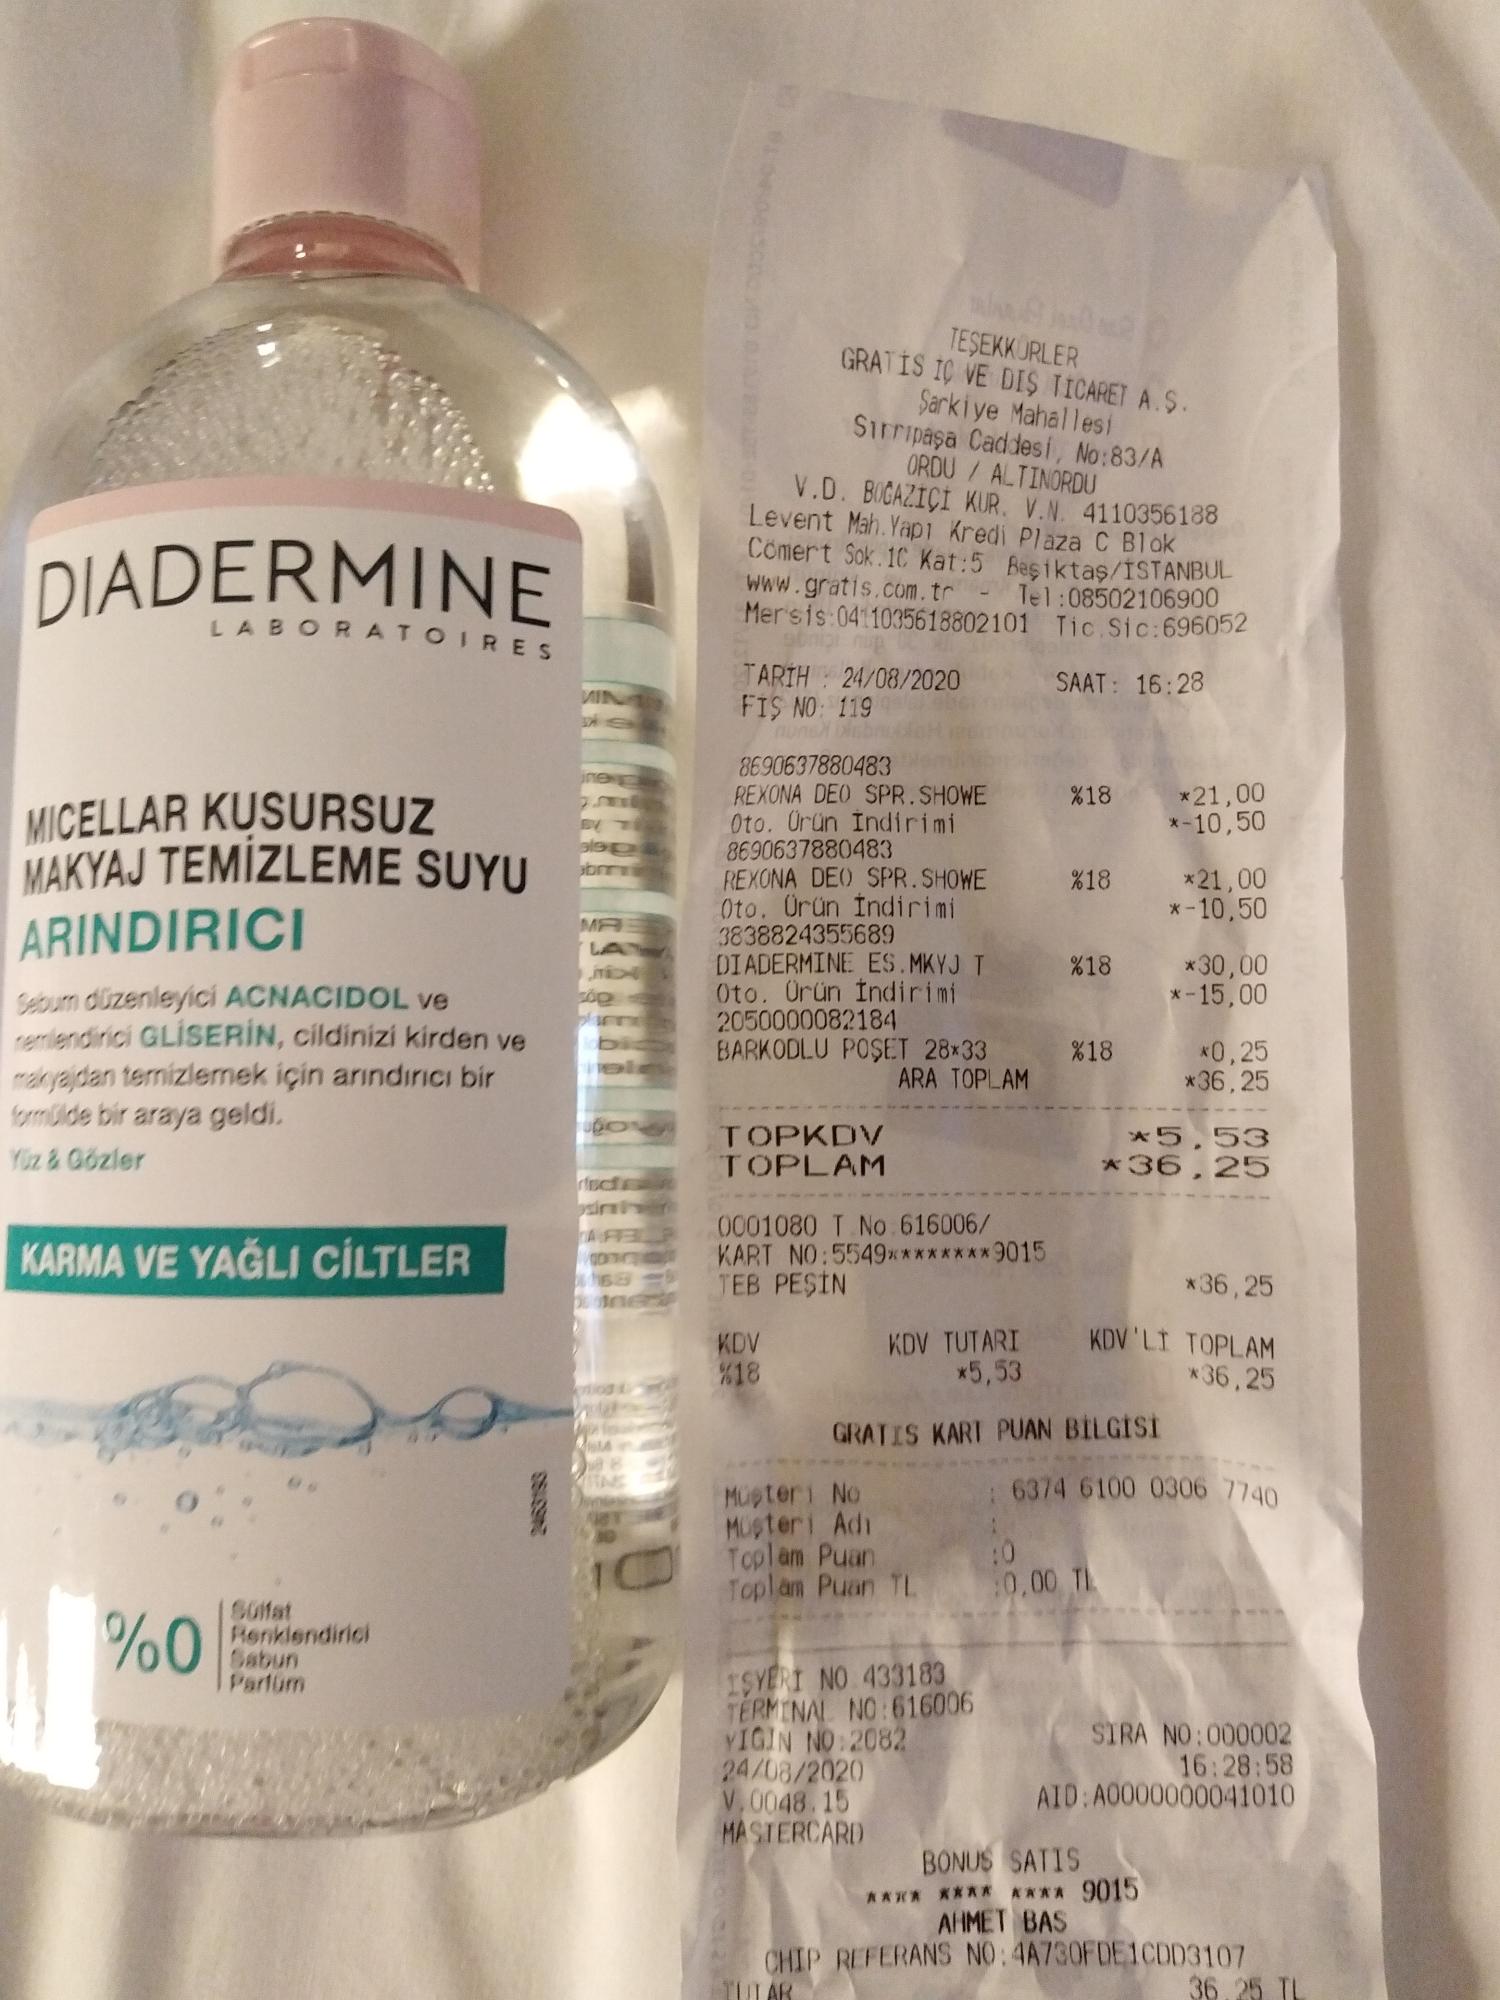 DIADERMINE
LABORATOIRES
MICELLAR KUSURSUZ
MAKYAJ TEMİZLEME SUYU
ARINDIRICI
Sebum düzenleyici ACNACIDOL ve
nemlendirici GLİSERİN, cildinizi kirden ve
makyajdan temizlemek için arındırıcı bir
formülde bir araya geldi.
Yüz & Gözler
KARMA VE YAĞLI CİLTLER
%0
Sülfat
Renklendirici
Sabun
Parfüm
TEŞEKKÜRLER
GRATİS İÇ VE DIŞ TİCARET A.Ş.
Şarkiye Mahallesi
Sırrıpaşa Caddesi, No:83/A
ORDU / ALTINORDU
V.D. BOĞAZİÇİ KUR. V.N. 4110356188
Levent Mah.Yapı Kredi Plaza C Blok
Cömert Sok.1C Kat:5 Beşiktaş/İSTANBUL
www.gratis.com.tr - Tel:08502106900
Mersis:0411035618802101 Tic.Sic:696052
TARİH : 24/08/2020 SAAT: 16:28
FİŞ NO: 119
8690637880483
REXONA DEO SPR.SHOWE %18 *21,00
Oto. Ürün İndirimi *-10,50
8690637880483
REXONA DEO SPR.SHOWE %18 *21,00
Oto. Ürün İndirimi *-10,50
3838824355689
DIADERMINE ES.MKYJ T %18 *30,00
Oto. Ürün İndirimi *-15,00
2050000082184
BARKODLU POŞET 28*33 %18 *0,25
ARA TOPLAM *36,25
TOPKDV *5,53
TOPLAM *36,25
0001080 T.No:616006/
KART NO:5549********9015
TEB PEŞİN *36,25
KDV KDV TUTARI KDV'Lİ TOPLAM
%18 *5,53 *36,25
GRATIS KART PUAN BİLGİSİ
Müşteri No : 6374 6100 0306 7740
Müşteri Adı :
Toplam Puan :0
Toplam Puan TL :0,00 TL
İŞYERİ NO 433183
TERMİNAL NO:616006
YIĞIN NO:2082 SIRA NO:000002
24/08/2020 16:28:58
V.0048.15 AID:A0000000041010
MASTERCARD
BONUS SATIS
**** **** **** 9015
AHMET BAS
CHIP REFERANS NO:4A730FDE1CDD3107
TUTAR 36,25 TL